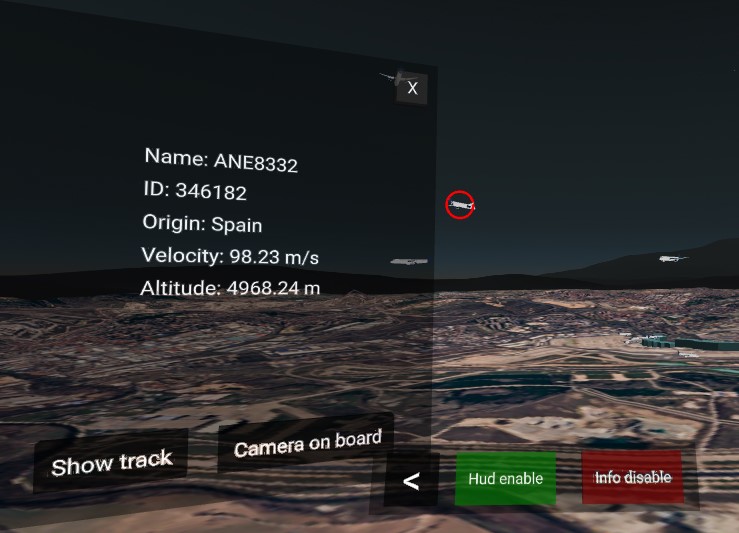 X
Name: ANE8332
ID: 346182
Origin: Spain
Velocity: 98.23 m/s
Altitude: 4968.24 m
Show track
Camera on board
<
Hud enable
Info disable